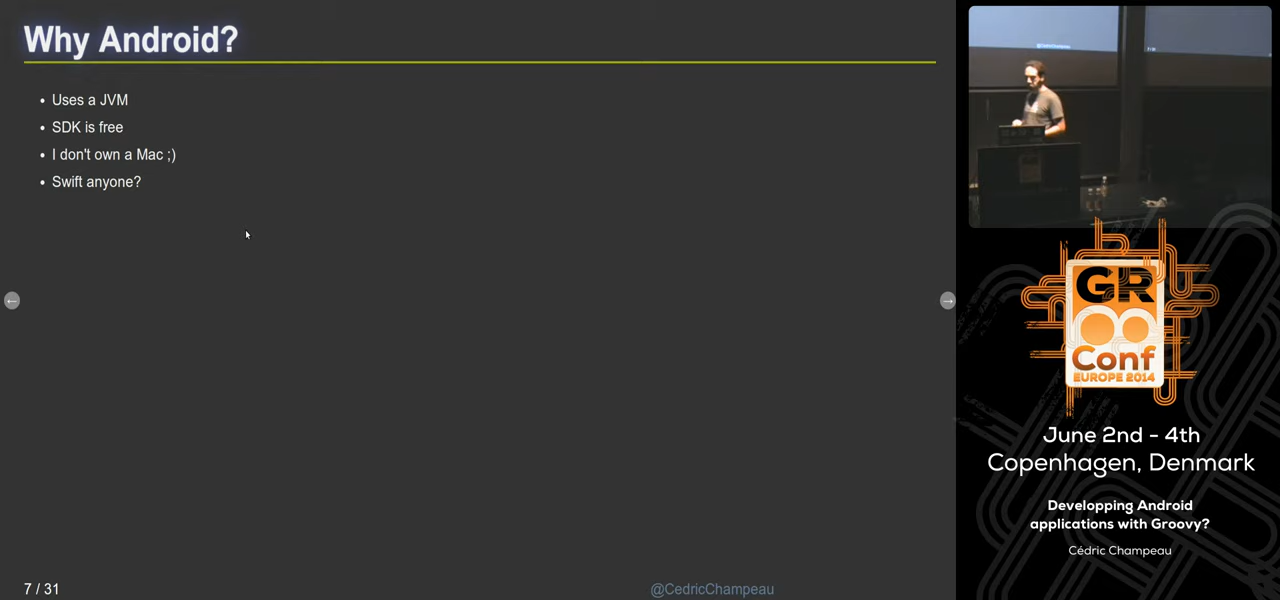 Why Android?
Uses a JVM
SDK is free
I don't own a Mac ;)
Swift anyone?
←
→
7 / 31
@CedricChampeau
GR
Conf
EUROPE 2014
June 2nd - 4th
Copenhagen, Denmark
Developping Android
applications with Groovy?
Cédric Champeau